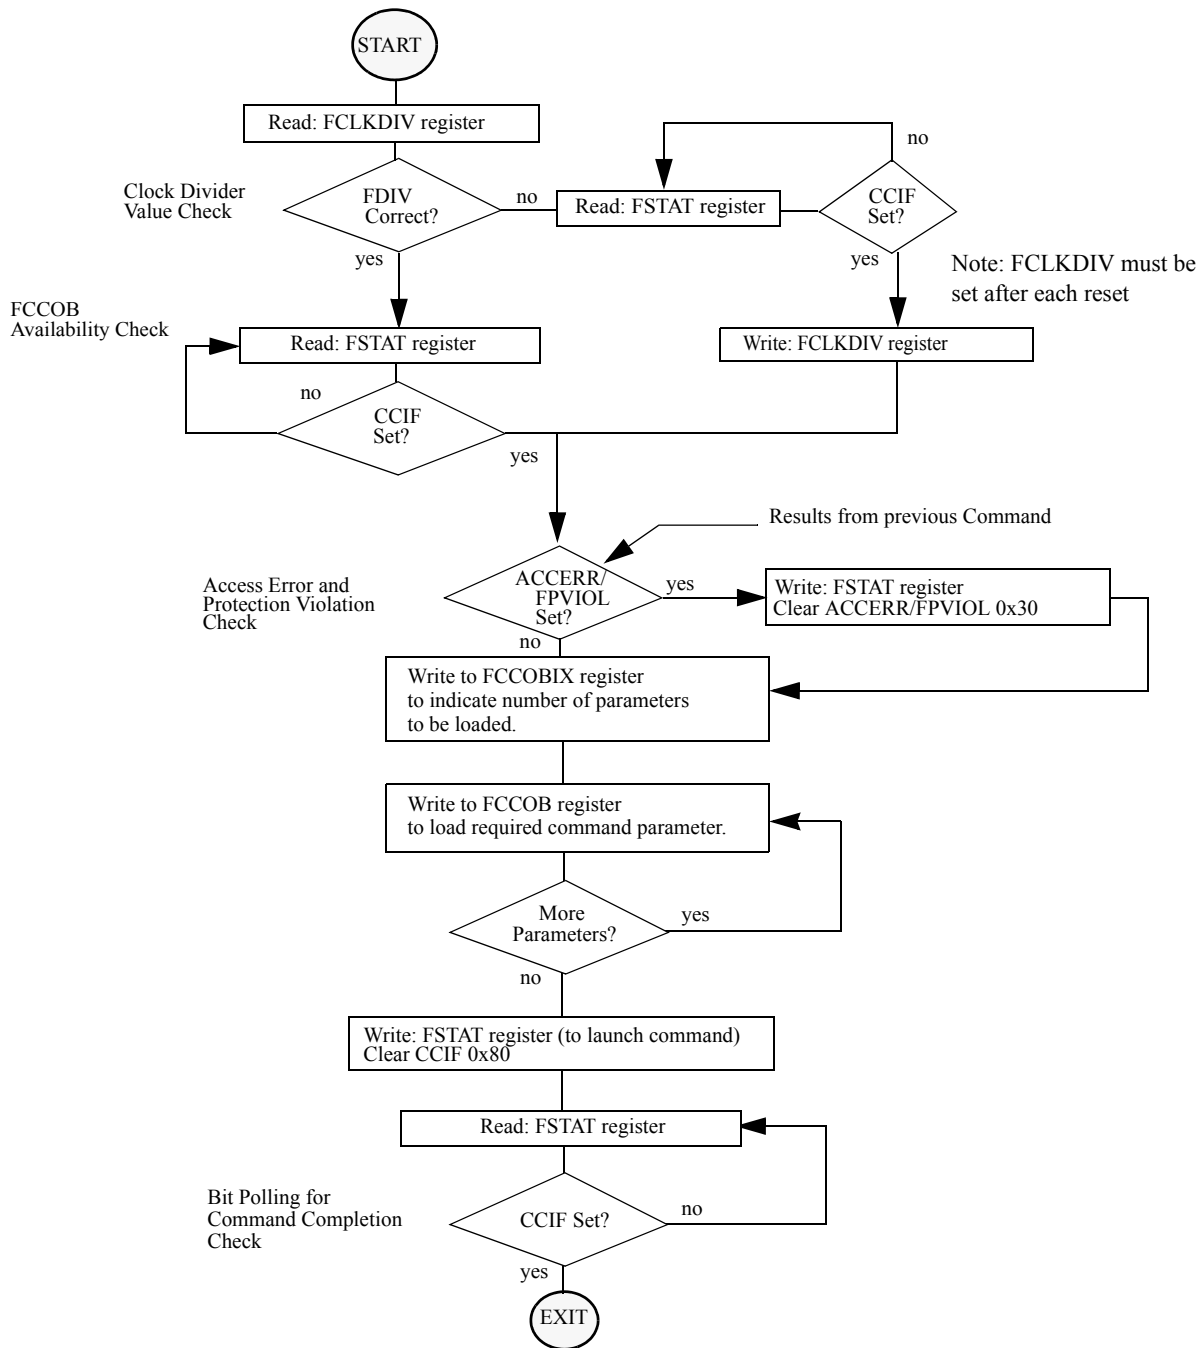 START
Read: FCLKDIV register
Clock Divider
Value Check
FDIV
Correct?
no
Read: FSTAT register
CCIF
Set?
no
yes
yes
Note: FCLKDIV must be
set after each reset
FCCOB
Availability Check
Read: FSTAT register
Write: FCLKDIV register
no
CCIF
Set?
yes
Results from previous Command
Access Error and
Protection Violation
Check
ACCERR/
FPVIOL
Set?
yes
Write: FSTAT register
Clear ACCERR/FPVIOL 0x30
no
Write to FCCOBIX register
to indicate number of parameters
to be loaded.
Write to FCCOB register
to load required command parameter.
More
Parameters?
yes
no
Write: FSTAT register (to launch command)
Clear CCIF 0x80
Read: FSTAT register
Bit Polling for
Command Completion
Check
CCIF Set?
no
yes
EXIT